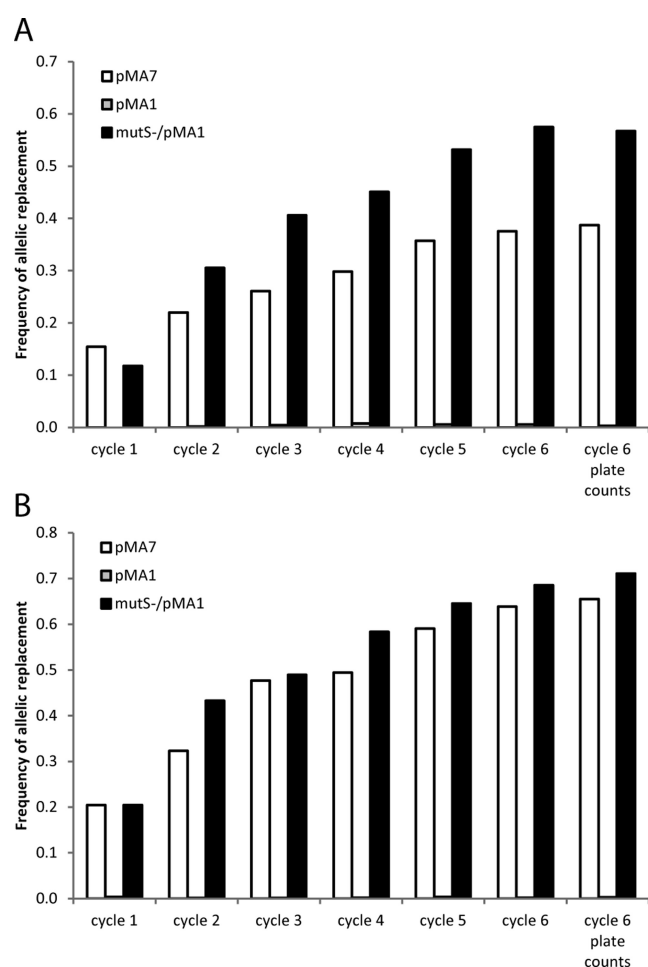 A
Frequency of allelic replacement
0.7
0.6
0.5
0.4
0.3
0.2
0.1
0.0
pMA7
pMA1
mutS-/pMA1
cycle 1
cycle 2
cycle 3
cycle 4
cycle 5
cycle 6
cycle 6
plate
counts
B
Frequency of allelic replacement
0.8
0.7
0.6
0.5
0.4
0.3
0.2
0.1
0.0
pMA7
pMA1
mutS-/pMA1
cycle 1
cycle 2
cycle 3
cycle 4
cycle 5
cycle 6
cycle 6
plate
counts